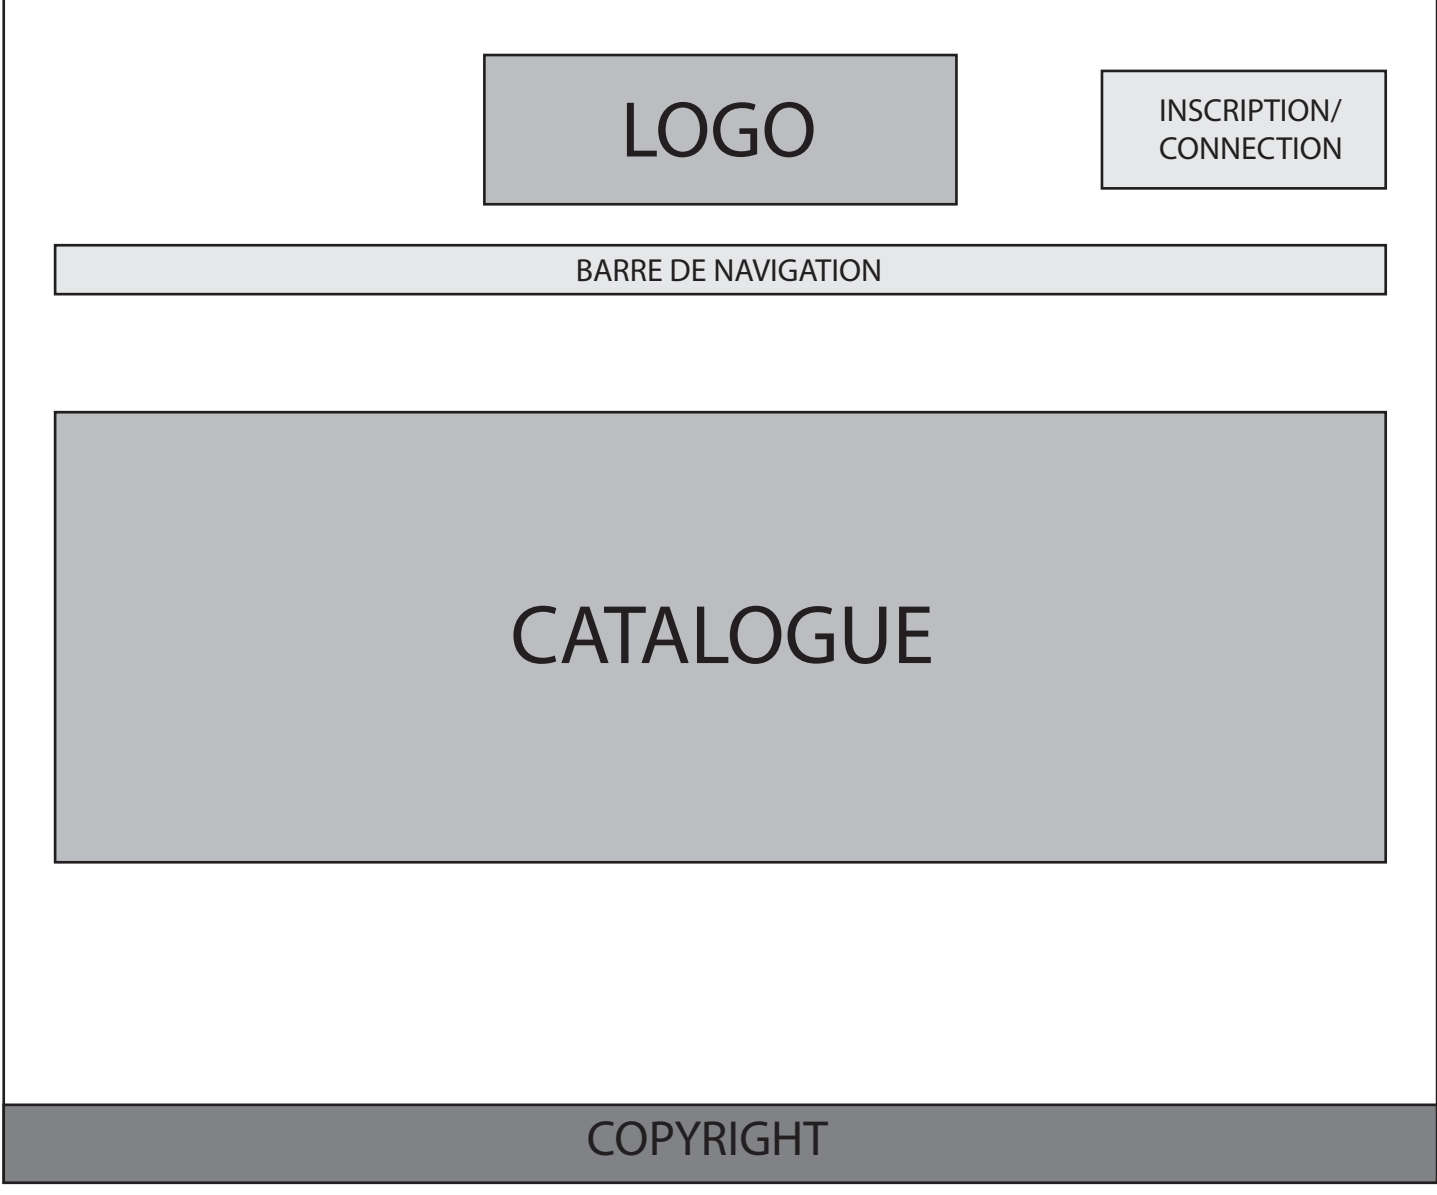 LOGO
INSCRIPTION/
CONNECTION
BARRE DE NAVIGATION
CATALOGUE
COPYRIGHT